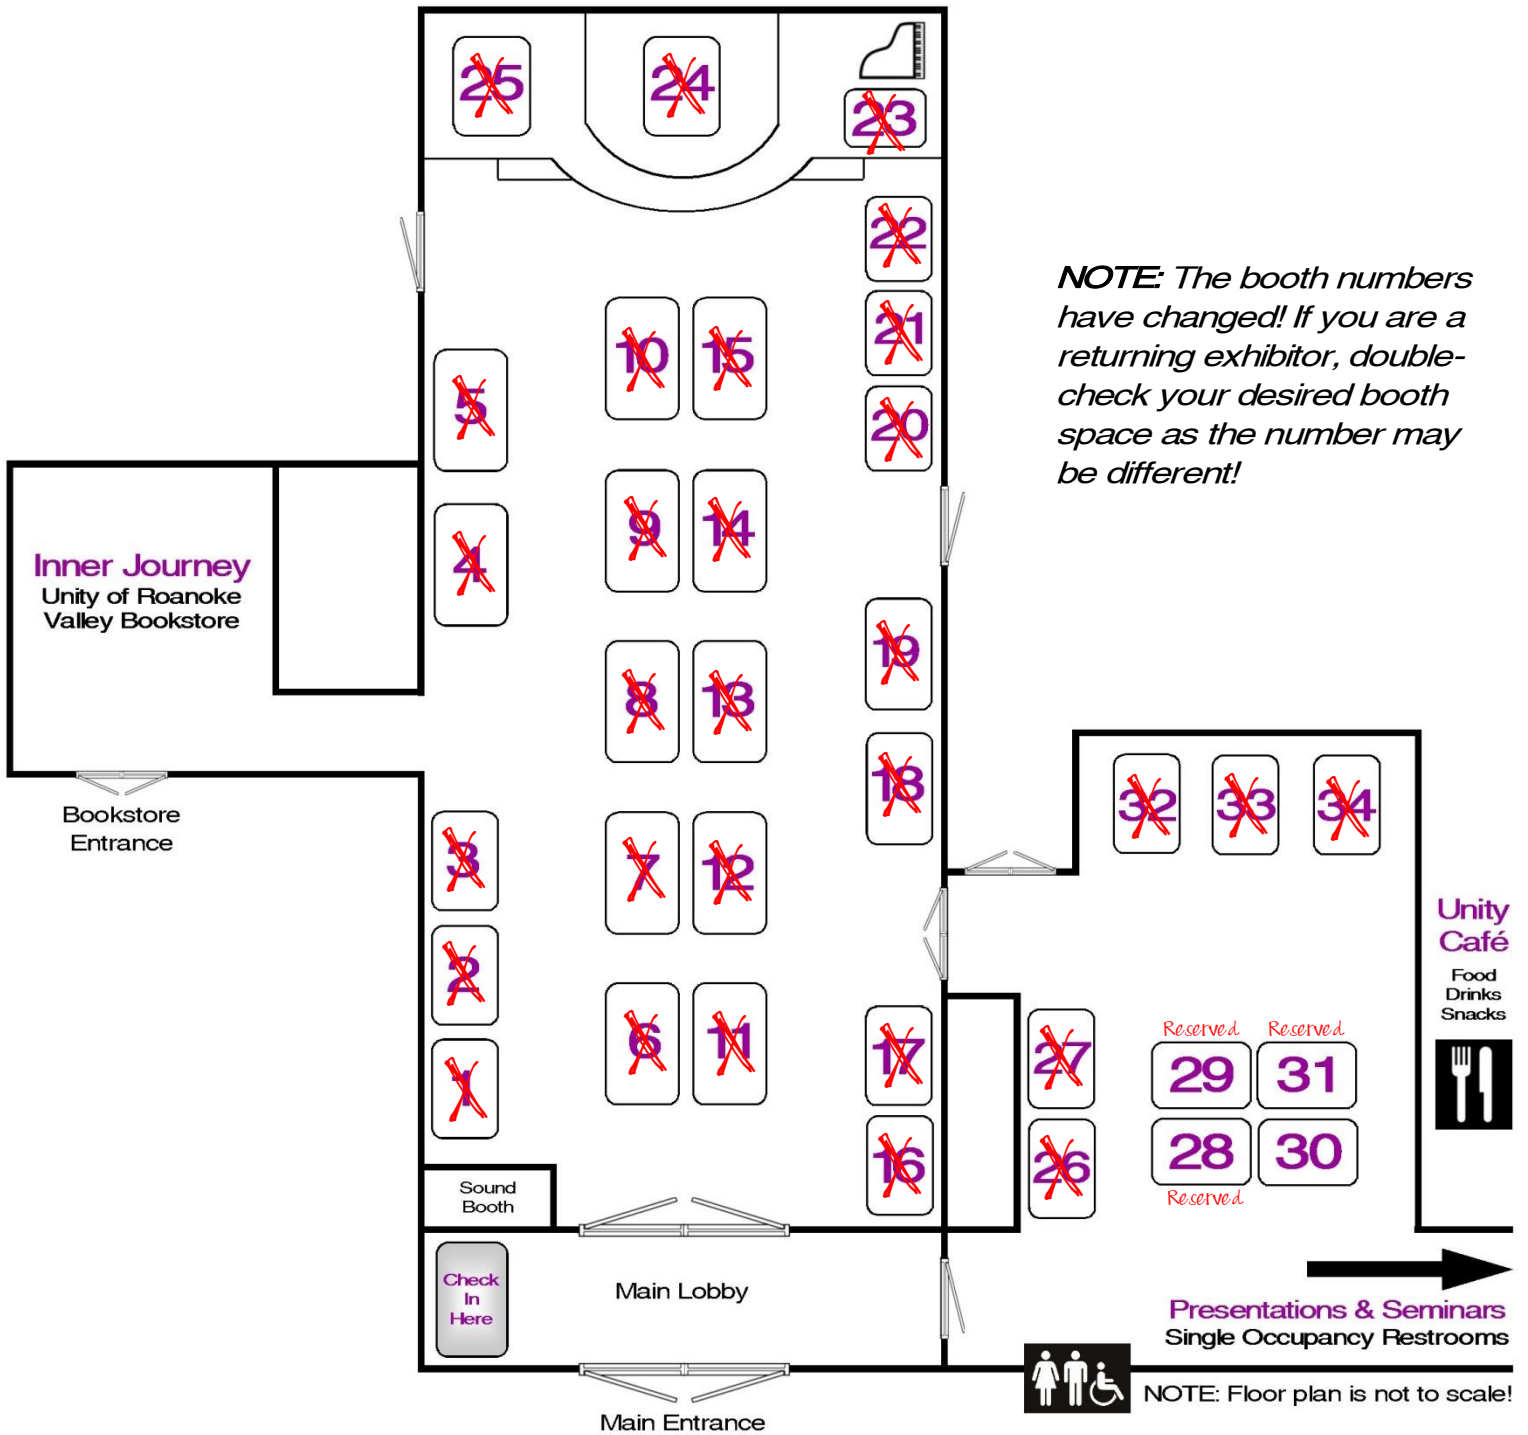 25
24
23
22
21
20
10
15
5
9
14
4
19
8
13
18
3
7
12
2
1
6
11
17
16
NOTE: The booth numbers
have changed! If you are a
returning exhibitor, double-
check your desired booth
space as the number may
be different!
Inner Journey
Unity of Roanoke
Valley Bookstore
Bookstore
Entrance
32
33
34
Unity
Café
Food
Drinks
Snacks
27
26
Reserved
Reserved
29
31
28
30
Reserved
Sound
Booth
Check
In
Here
Main Lobby
Main Entrance
Presentations & Seminars
Single Occupancy Restrooms
NOTE: Floor plan is not to scale!